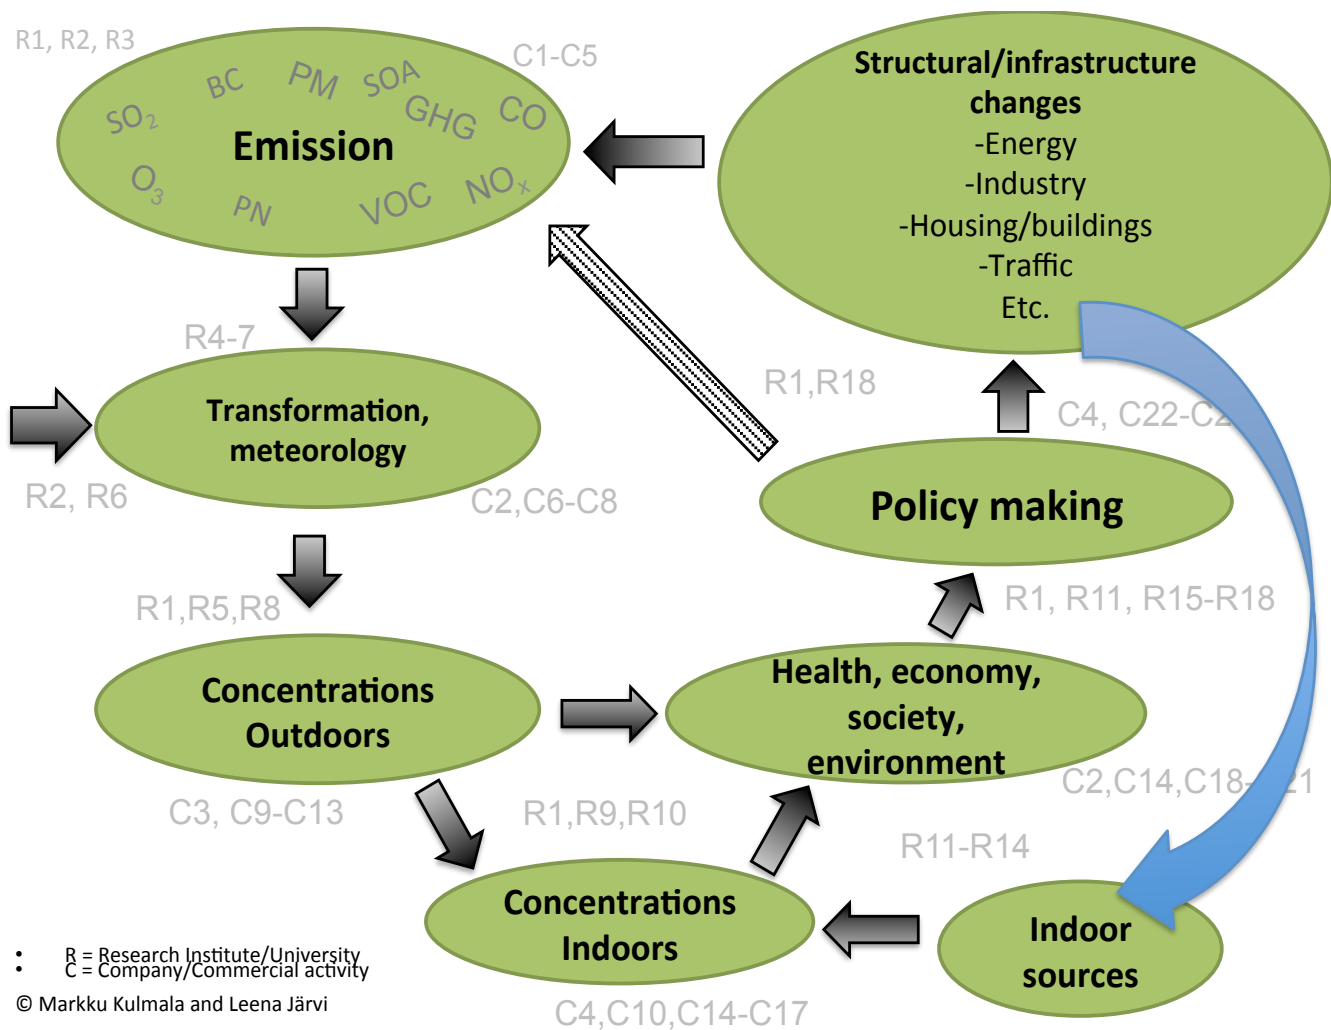 R1, R2, R3
C1-C5
SO2
BC
PM
SOA
GHG
CO
Emission
O3
PN
VOC
NOx
Structural/infrastructure
changes
-Energy
-Industry
-Housing/buildings
-Traffic
Etc.
R4-7
Transformation,
meteorology
R2, R6
C2,C6-C8
R1,R18
C4, C22-C2
Policy making
R1,R5,R8
R1, R11, R15-R18
Concentrations
Outdoors
Health, economy,
society,
environment
C3, C9-C13
R1,R9,R10
C2,C14,C18-
21
R11-R14
Concentrations
Indoors
Indoor
sources
C4,C10,C14-C17
• R = Research Institute/University
• C = Company/Commercial activity
© Markku Kulmala and Leena Järvi